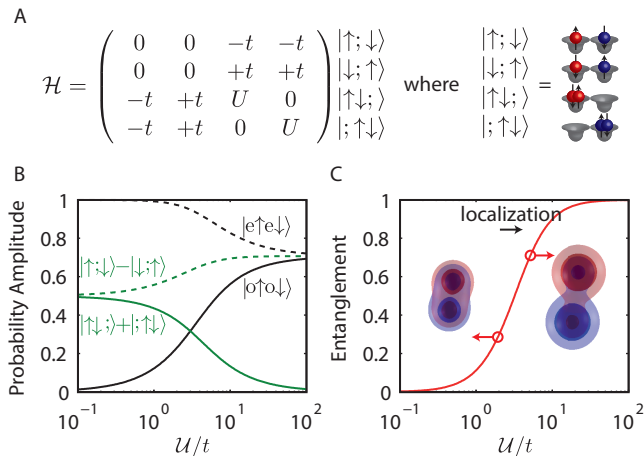 A
0 0 −t −t |↑;↓⟩ |↑;↓⟩
0 0 +t +t |↓;↑⟩ |↓;↑⟩
ℋ = where =
−t +t U 0 |↑↓;⟩ |↑↓;⟩
−t +t 0 U |;↑↓⟩ |;↑↓⟩
B
Probability Amplitude
1
0.8
0.6
0.4
0.2
0
|e↑e↓⟩
|↑;↓⟩−|↓;↑⟩
|o↑o↓⟩
|↑↓;⟩+|;↑↓⟩
10⁻¹ 10⁰ 10¹ 10²
𝒰/t
C
Entanglement
1
0.8
0.6
0.4
0.2
0
localization
10⁻¹ 10⁰ 10¹ 10²
𝒰/t